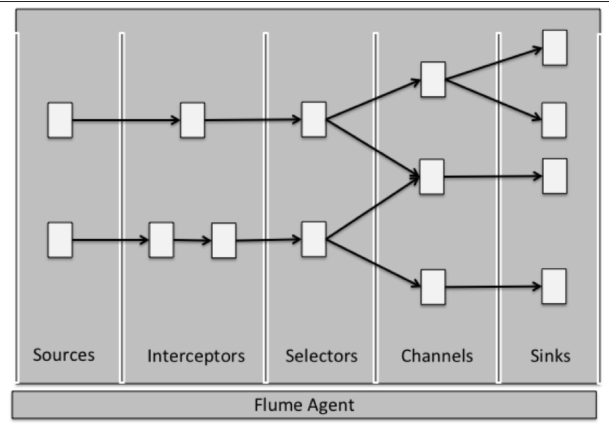 Sources Interceptors Selectors Channels Sinks
Flume Agent